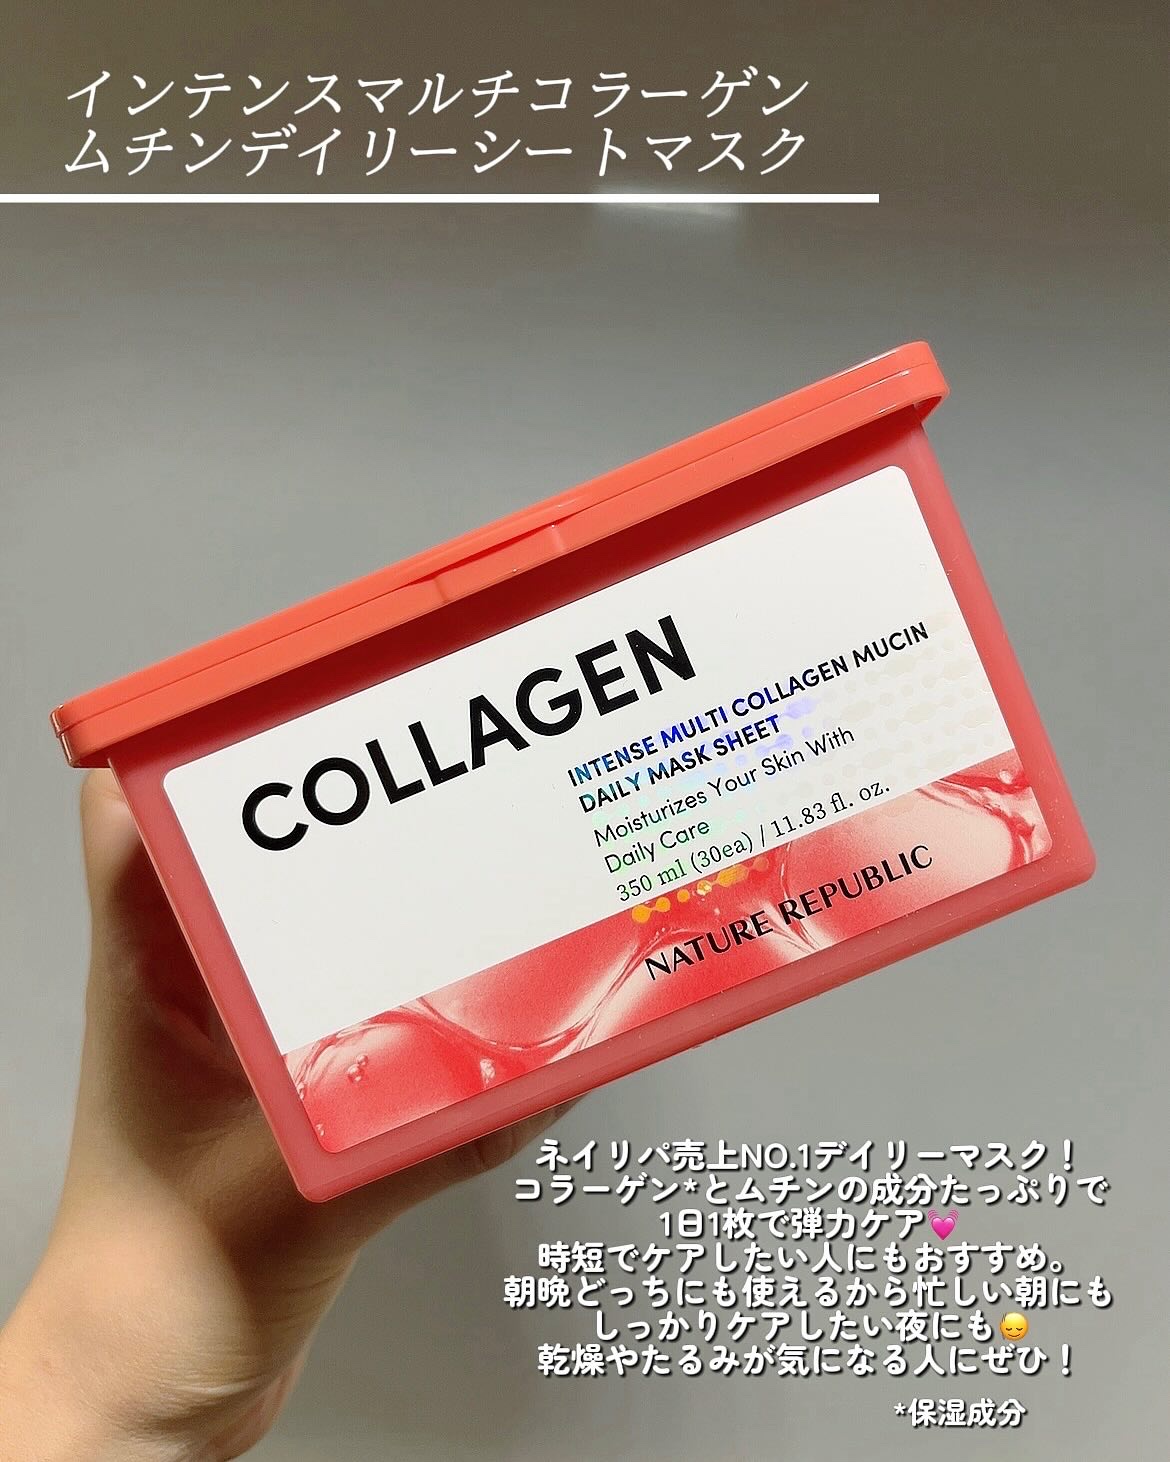 インテンスマルチコラーゲン
ムチンデイリーシートマスク
COLLAGEN
INTENSE MULTI COLLAGEN MUCIN
DAILY MASK SHEET
Moisturizes Your Skin With
Daily Care
350 ml (30ea) / 11.83 fl. oz.
NATURE REPUBLIC
ネイリパ売上NO.1デイリーマスク！
コラーゲン*とムチンの成分たっぷりで
1日1枚で弾力ケア💓
時短でケアしたい人にもおすすめ。
朝晩どっちにも使えるから忙しい朝にも
しっかりケアしたい夜にも😌
乾燥やたるみが気になる人にぜひ！
*保湿成分